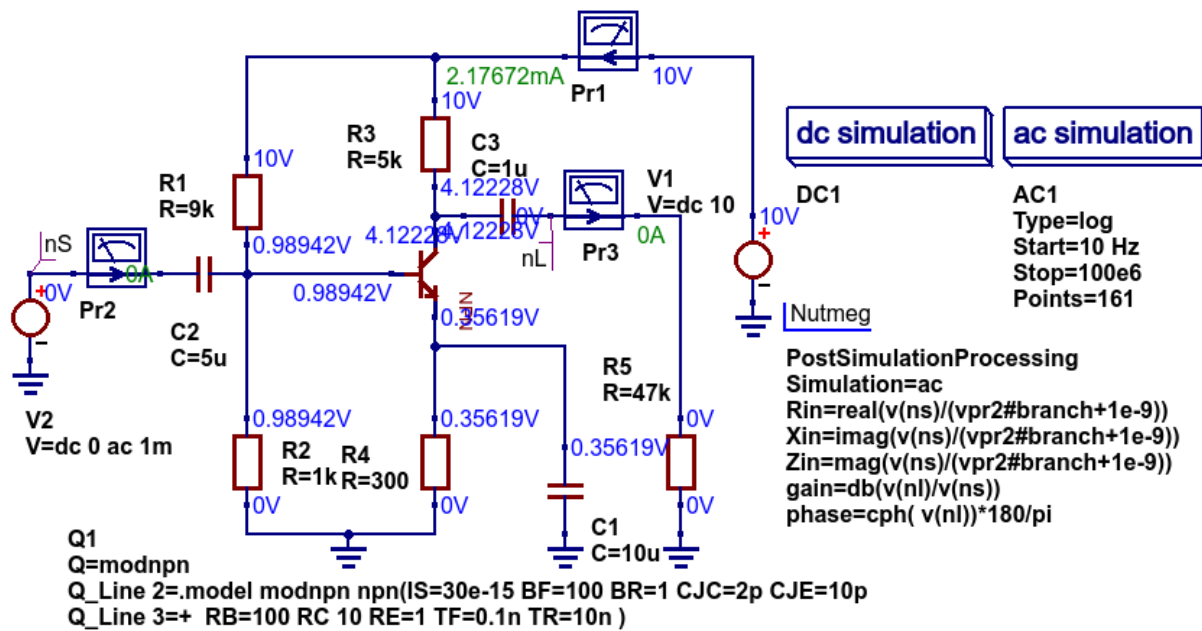 2.17672mA
10V
Pr1
10V
R3
R=5k
C3
C=1u
10V
R1
R=9k
4.12228V
V1
V=dc 10
dc simulation
ac simulation
DC1
AC1
Type=log
Start=10 Hz
Stop=100e6
Points=161
10V
+
-
nS
0.98942V
4.12228V
4.12228V
0V
nL
Pr3
0A
0V
+
-
0A
Pr2
0.98942V
NPN
0.35619V
C2
C=5u
Nutmeg
PostSimulationProcessing
Simulation=ac
Rin=real(v(ns)/(vpr2#branch+1e-9))
Xin=imag(v(ns)/(vpr2#branch+1e-9))
Zin=mag(v(ns)/(vpr2#branch+1e-9))
gain=db(v(nl)/v(ns))
phase=cph( v(nl))*180/pi
R5
R=47k
V2
V=dc 0 ac 1m
0.98942V
R2
R=1k
0V
0.35619V
R4
R=300
0V
0.35619V
C1
C=10u
0V
0V
Q1
Q=modnpn
Q_Line 2=.model modnpn npn(IS=30e-15 BF=100 BR=1 CJC=2p CJE=10p
Q_Line 3=+ RB=100 RC 10 RE=1 TF=0.1n TR=10n )